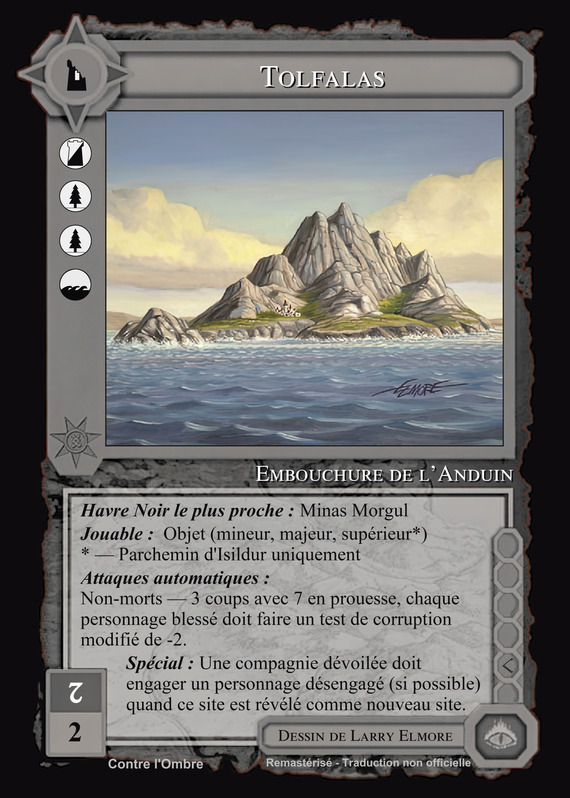 Tolfalas
ELMORE
Embouchure de l'Anduin
Havre Noir le plus proche : Minas Morgul
Jouable : Objet (mineur, majeur, supérieur*)
* — Parchemin d'Isildur uniquement
Attaques automatiques :
Non-morts — 3 coups avec 7 en prouesse, chaque
personnage blessé doit faire un test de corruption
modifié de -2.
Spécial : Une compagnie dévoilée doit
engager un personnage désengagé (si possible)
quand ce site est révélé comme nouveau site.
2
2
Dessin de Larry Elmore
Contre l'Ombre
Remastérisé - Traduction non officielle